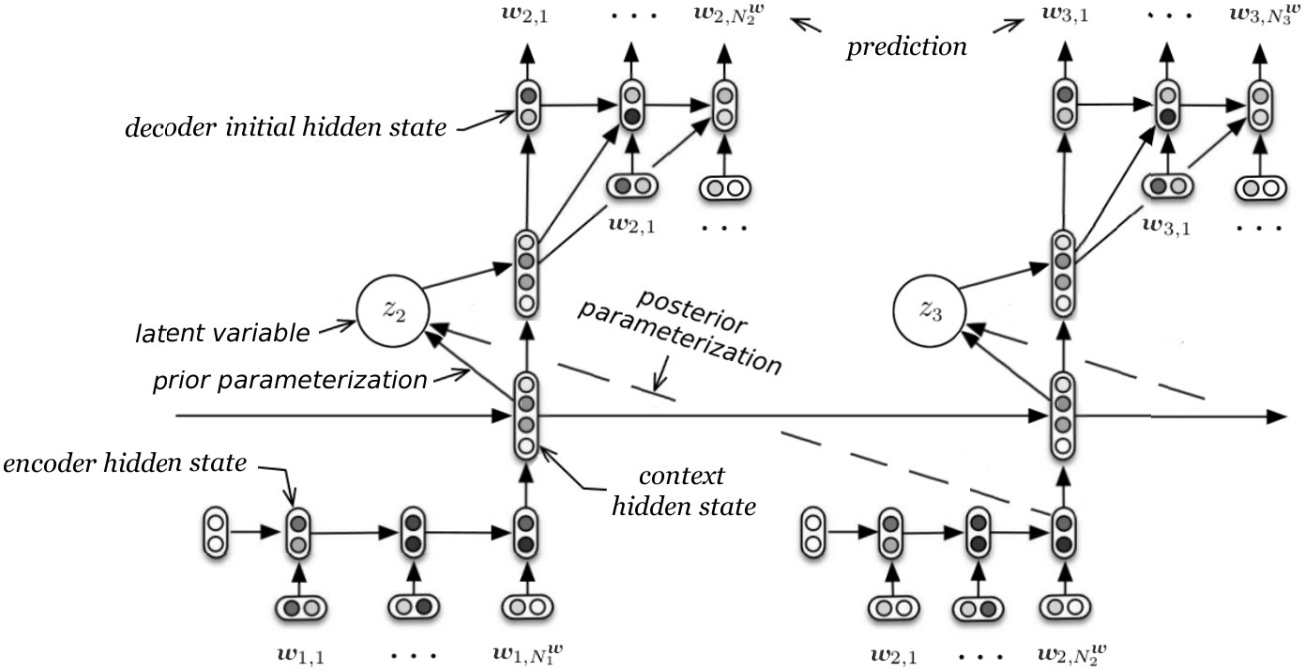 w_{2,1} . . . w_{2,N_2^w} w_{3,1} . . . w_{3,N_3^w}
prediction
decoder initial hidden state
w_{2,1} . . . w_{3,1} . . .
z_2 z_3
posterior
parameterization
latent variable
prior parameterization
encoder hidden state
context
hidden state
w_{1,1} . . . w_{1,N_1^w} w_{2,1} . . . w_{2,N_2^w}